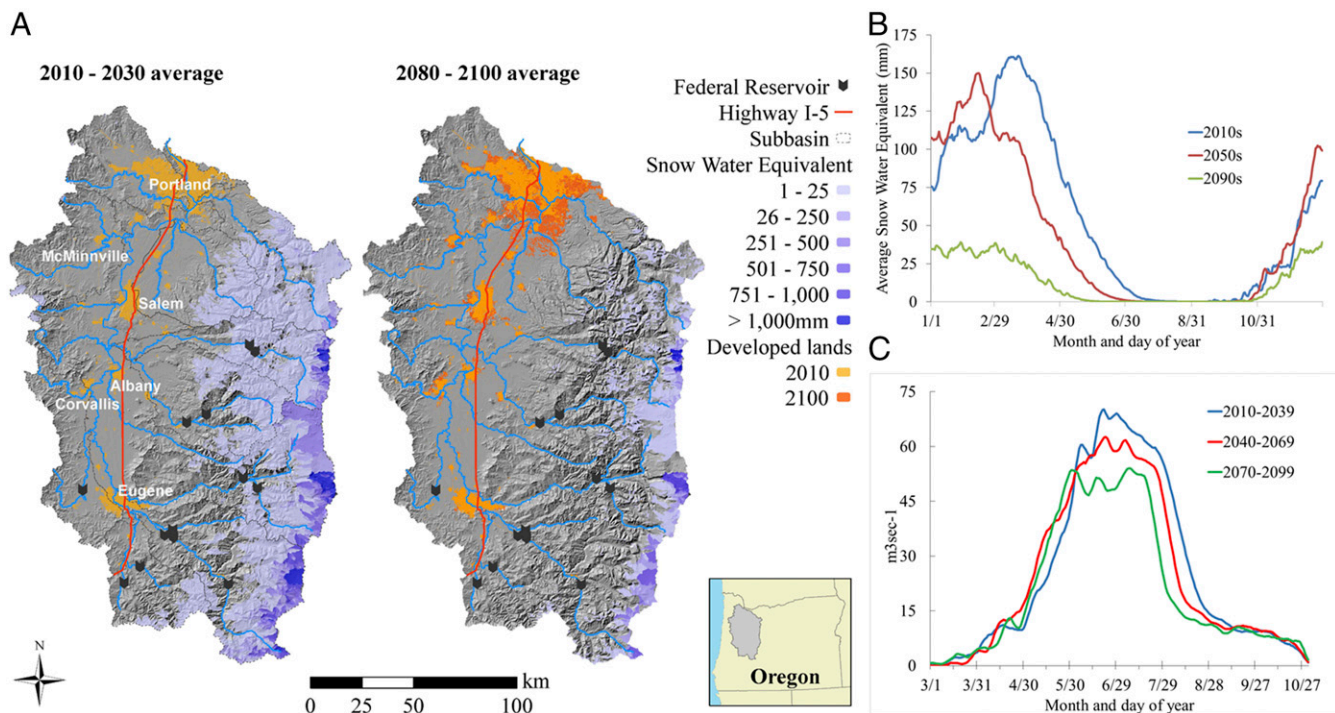 A
2010 - 2030 average
2080 - 2100 average
Portland
McMinnville
Salem
Albany
Corvallis
Eugene
N
0 25 50 100
km
Federal Reservoir
Highway I-5
Subbasin
Snow Water Equivalent
1 - 25
26 - 250
251 - 500
501 - 750
751 - 1,000
> 1,000mm
Developed lands
2010
2100
Oregon
B
Average Snow Water Equivalent (mm)
175
150
125
100
75
50
25
0
1/1 2/29 4/30 6/30 8/31 10/31
Month and day of year
2010s
2050s
2090s
C
m3sec-1
75
60
45
30
15
0
3/1 3/31 4/30 5/30 6/29 7/29 8/28 9/27 10/27
Month and day of year
2010-2039
2040-2069
2070-2099